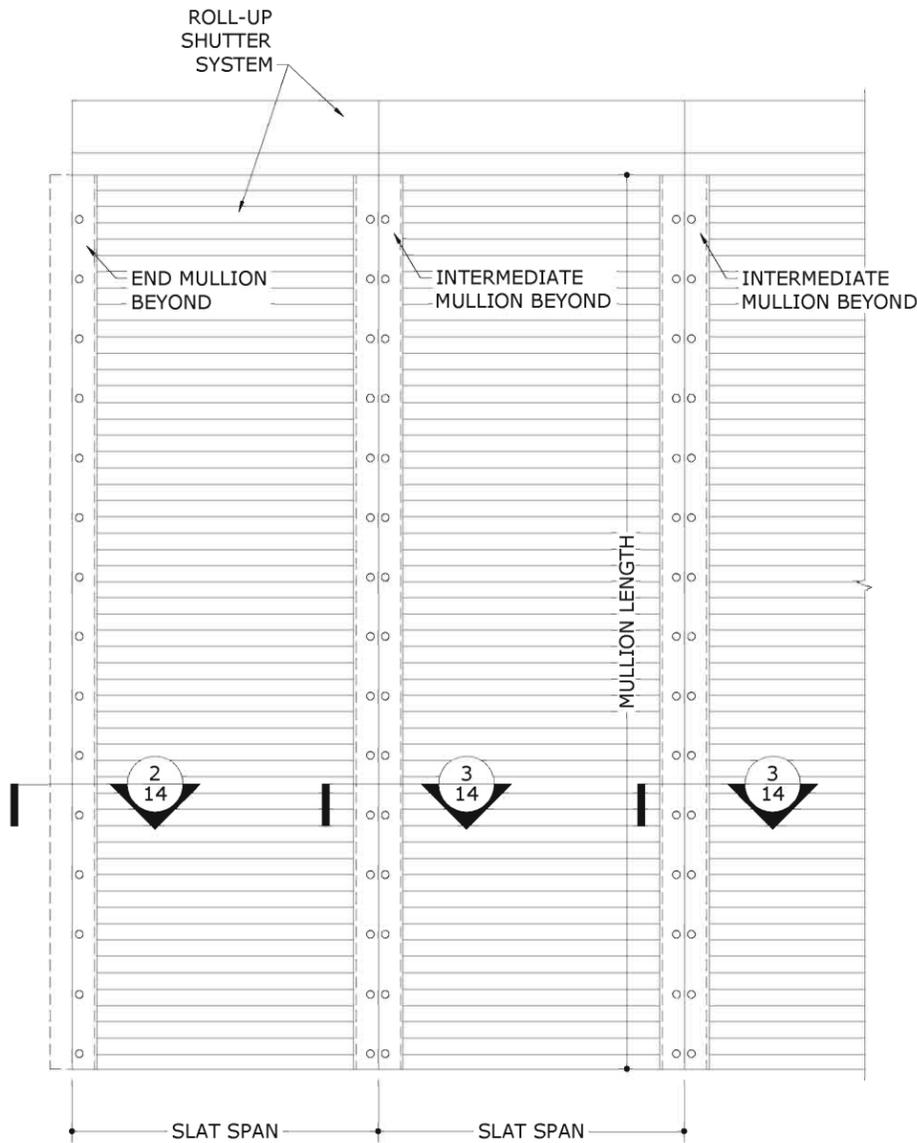 ROLL-UP
SHUTTER
SYSTEM
END MULLION
BEYOND
INTERMEDIATE
MULLION BEYOND
INTERMEDIATE
MULLION BEYOND
MULLION LENGTH
2
14
3
14
3
14
SLAT SPAN
SLAT SPAN